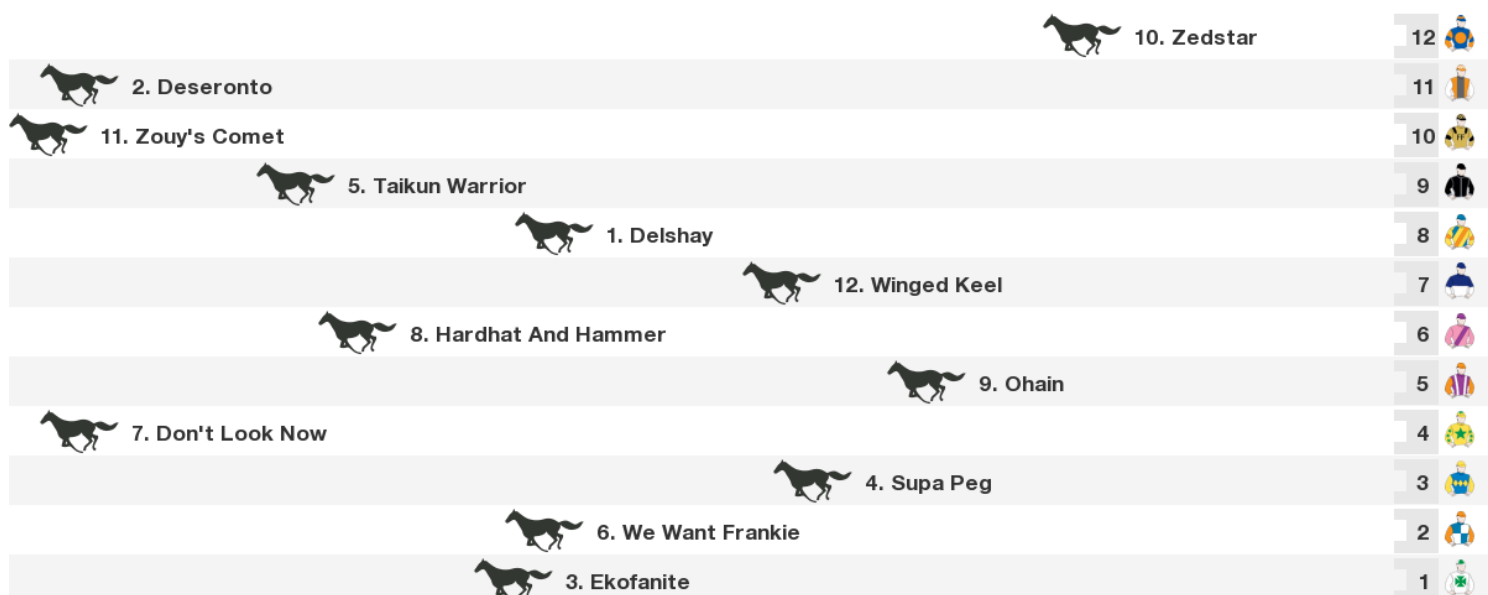 10. Zedstar 12
2. Deseronto 11
11. Zouy's Comet 10
5. Taikun Warrior 9
1. Delshay 8
12. Winged Keel 7
8. Hardhat And Hammer 6
9. Ohain 5
7. Don't Look Now 4
4. Supa Peg 3
6. We Want Frankie 2
3. Ekofanite 1